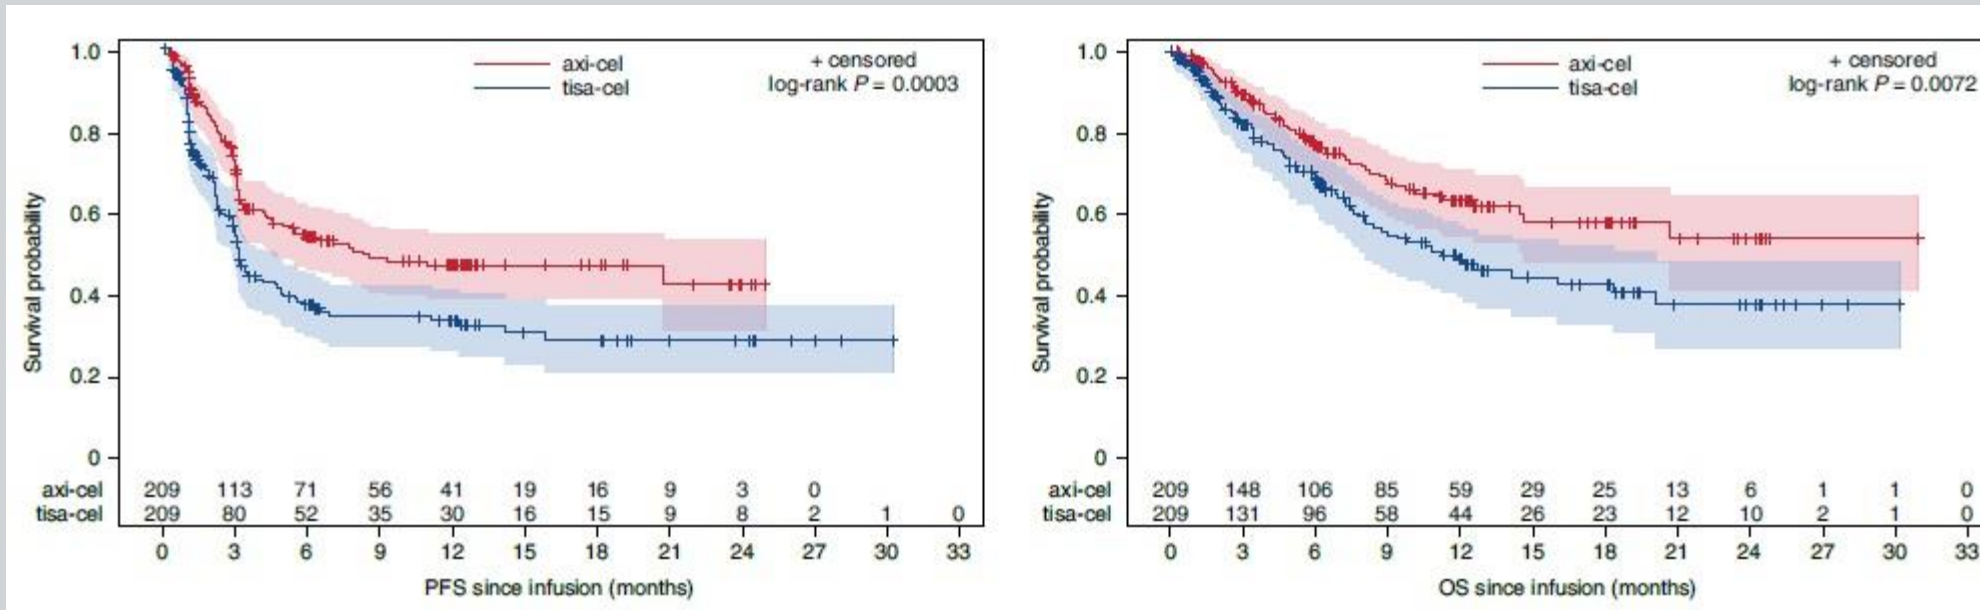 1.0
0.8
0.6
0.4
0.2
0
Survival probability
axi-cel
tisa-cel
+ censored
log-rank P = 0.0003
axi-cel 209 113 71 56 41 19 16 9 3 0
tisa-cel 209 80 52 35 30 16 15 9 8 2 1 0
0 3 6 9 12 15 18 21 24 27 30 33
PFS since infusion (months)
1.0
0.8
0.6
0.4
0.2
0
Survival probability
axi-cel
tisa-cel
+ censored
log-rank P = 0.0072
axi-cel 209 148 106 85 59 29 25 13 6 1 1 0
tisa-cel 209 131 96 58 44 26 23 12 10 2 1 0
0 3 6 9 12 15 18 21 24 27 30 33
OS since infusion (months)